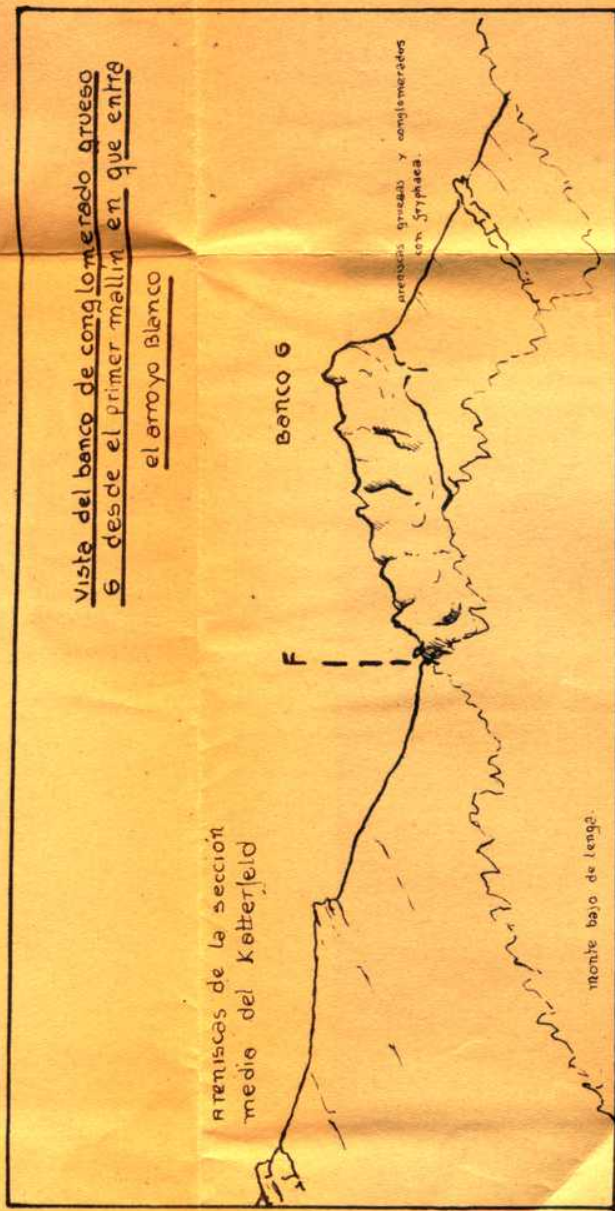 Vista del banco de conglomerado grueso
6 desde el primer mallín en que entra
el arroyo Blanco
Areniscas de la sección
media del Katterfeld
F
Banco 6
Areniscas gruesas y conglomerados
con gryphaea.
monte bajo de lenga.